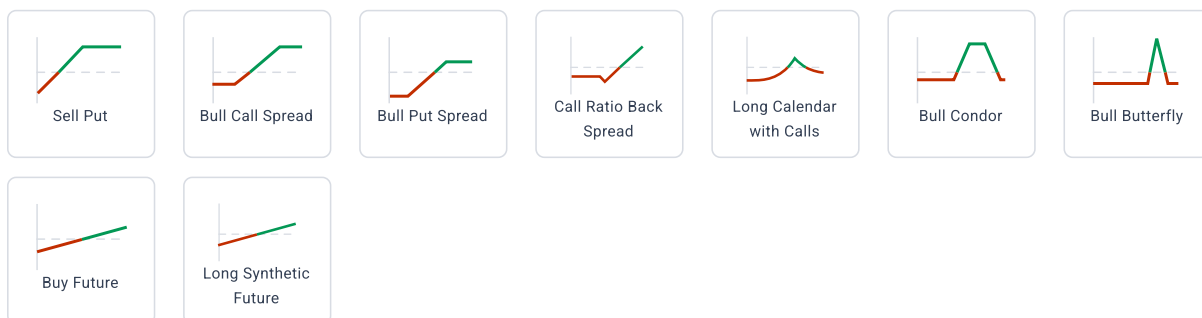 Sell Put
Bull Call Spread
Bull Put Spread
Call Ratio Back
Spread
Long Calendar
with Calls
Bull Condor
Bull Butterfly
Buy Future
Long Synthetic
Future